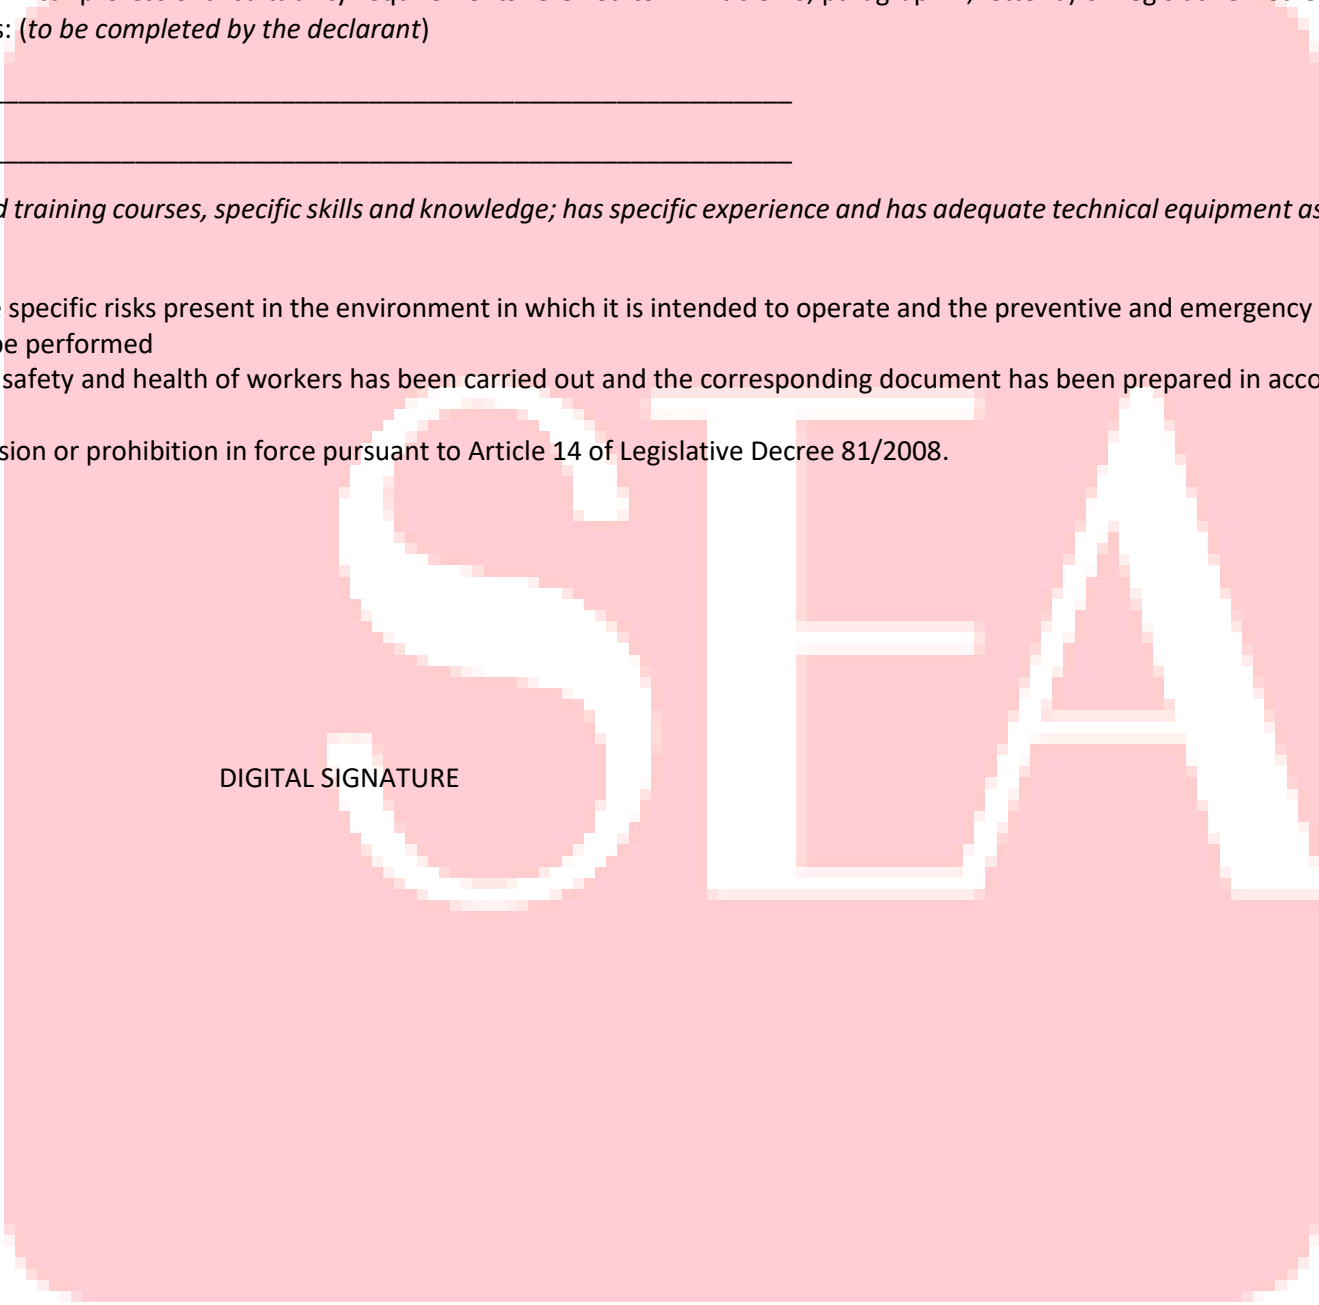 s: (to be completed by the declarant)
d training courses, specific skills and knowledge; has specific experience and has adequate technical equipment as
specific risks present in the environment in which it is intended to operate and the preventive and emergency
be performed
safety and health of workers has been carried out and the corresponding document has been prepared in acco
sion or prohibition in force pursuant to Article 14 of Legislative Decree 81/2008.
SEA
DIGITAL SIGNATURE